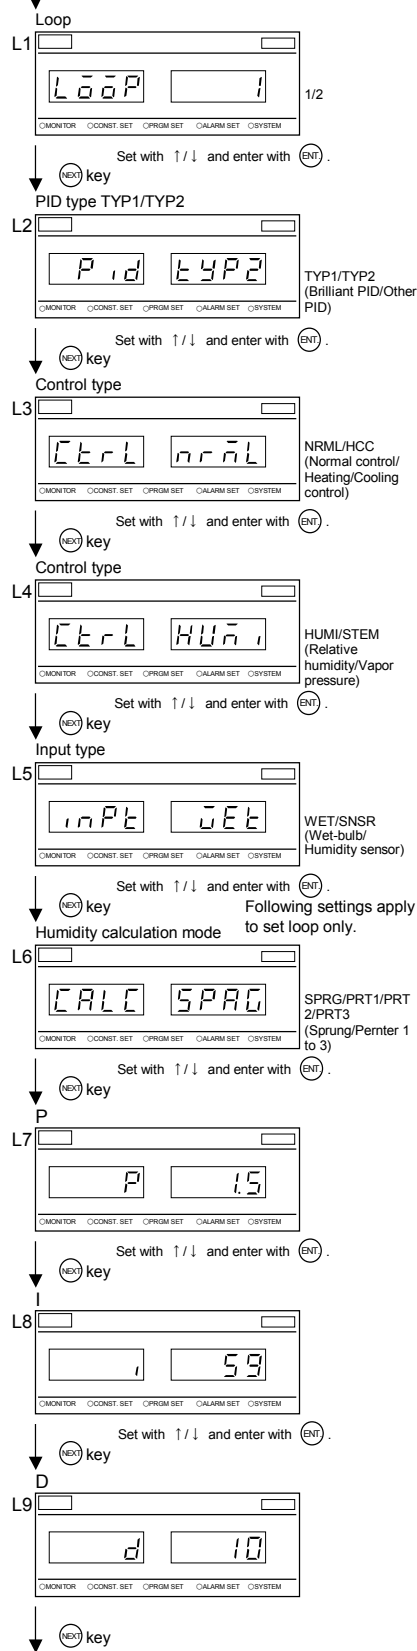 Loop
L1
LooP 1
1/2
MONITOR CONST. SET PRGM SET ALARM SET SYSTEM
Set with ↑/↓ and enter with ENT.
NEXT key
PID type TYP1/TYP2
L2
Pid tYP2
TYP1/TYP2
(Brilliant PID/Other
PID)
MONITOR CONST. SET PRGM SET ALARM SET SYSTEM
Set with ↑/↓ and enter with ENT.
NEXT key
Control type
L3
CtrL nrmL
NRML/HCC
(Normal control/
Heating/Cooling
control)
MONITOR CONST. SET PRGM SET ALARM SET SYSTEM
Set with ↑/↓ and enter with ENT.
NEXT key
Control type
L4
CtrL HUmi
HUMI/STEM
(Relative
humidity/Vapor
pressure)
MONITOR CONST. SET PRGM SET ALARM SET SYSTEM
Set with ↑/↓ and enter with ENT.
NEXT key
Input type
L5
inPt wEt
WET/SNSR
(Wet-bulb/
Humidity sensor)
MONITOR CONST. SET PRGM SET ALARM SET SYSTEM
Set with ↑/↓ and enter with ENT.
NEXT key
Following settings apply
to set loop only.
Humidity calculation mode
L6
CALC SPRG
SPRG/PRT1/PRT
2/PRT3
(Sprung/Pernter 1
to 3)
MONITOR CONST. SET PRGM SET ALARM SET SYSTEM
Set with ↑/↓ and enter with ENT.
NEXT key
P
L7
P 1.5
MONITOR CONST. SET PRGM SET ALARM SET SYSTEM
Set with ↑/↓ and enter with ENT.
NEXT key
I
L8
i 59
MONITOR CONST. SET PRGM SET ALARM SET SYSTEM
Set with ↑/↓ and enter with ENT.
NEXT key
D
L9
d 10
MONITOR CONST. SET PRGM SET ALARM SET SYSTEM
NEXT key